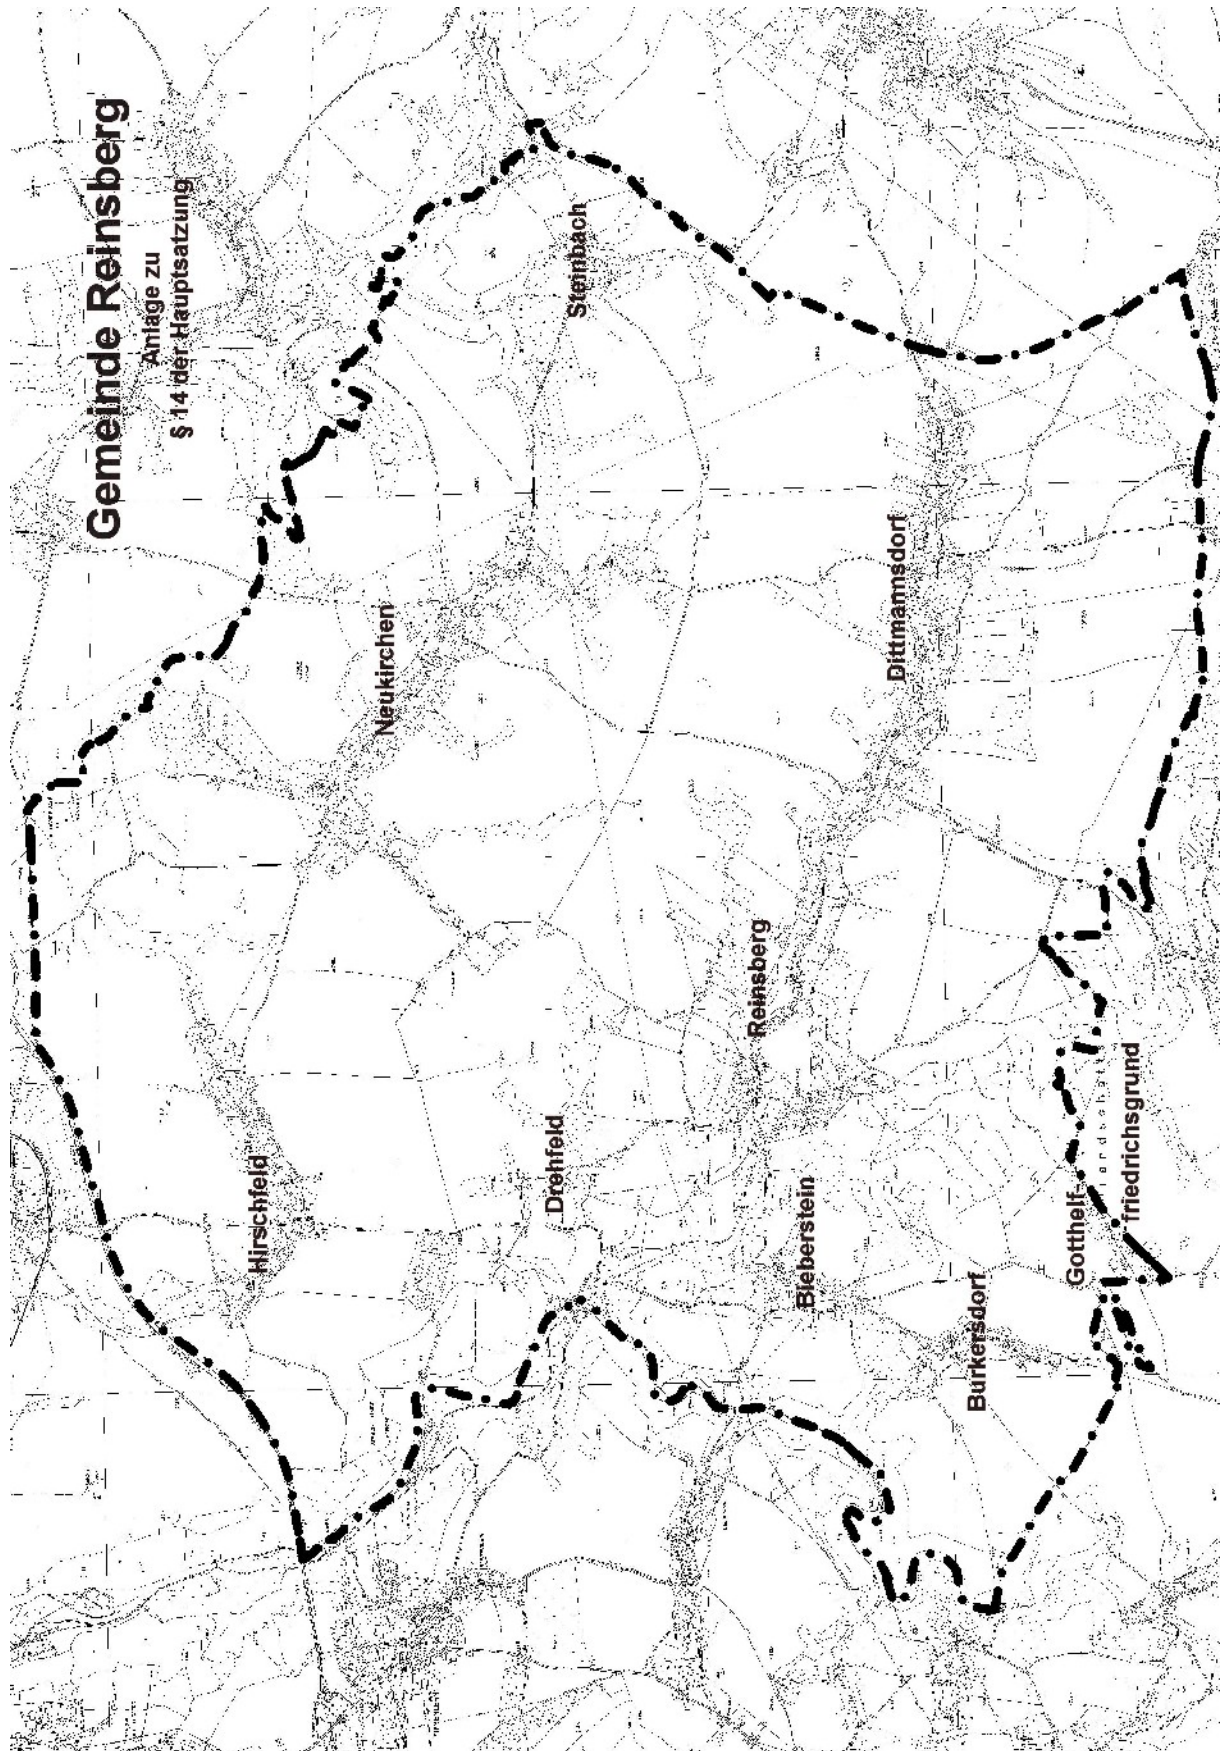 Gemeinde Reinsberg
Anlage zu
§ 14 der Hauptsatzung
Hirschfeld
Neukirchen
Drehfeld
Steinbach
Reinsberg
Bieberstein
Dittmannsdorf
Burkersdorf
Gotthelf-
friedrichsgrund